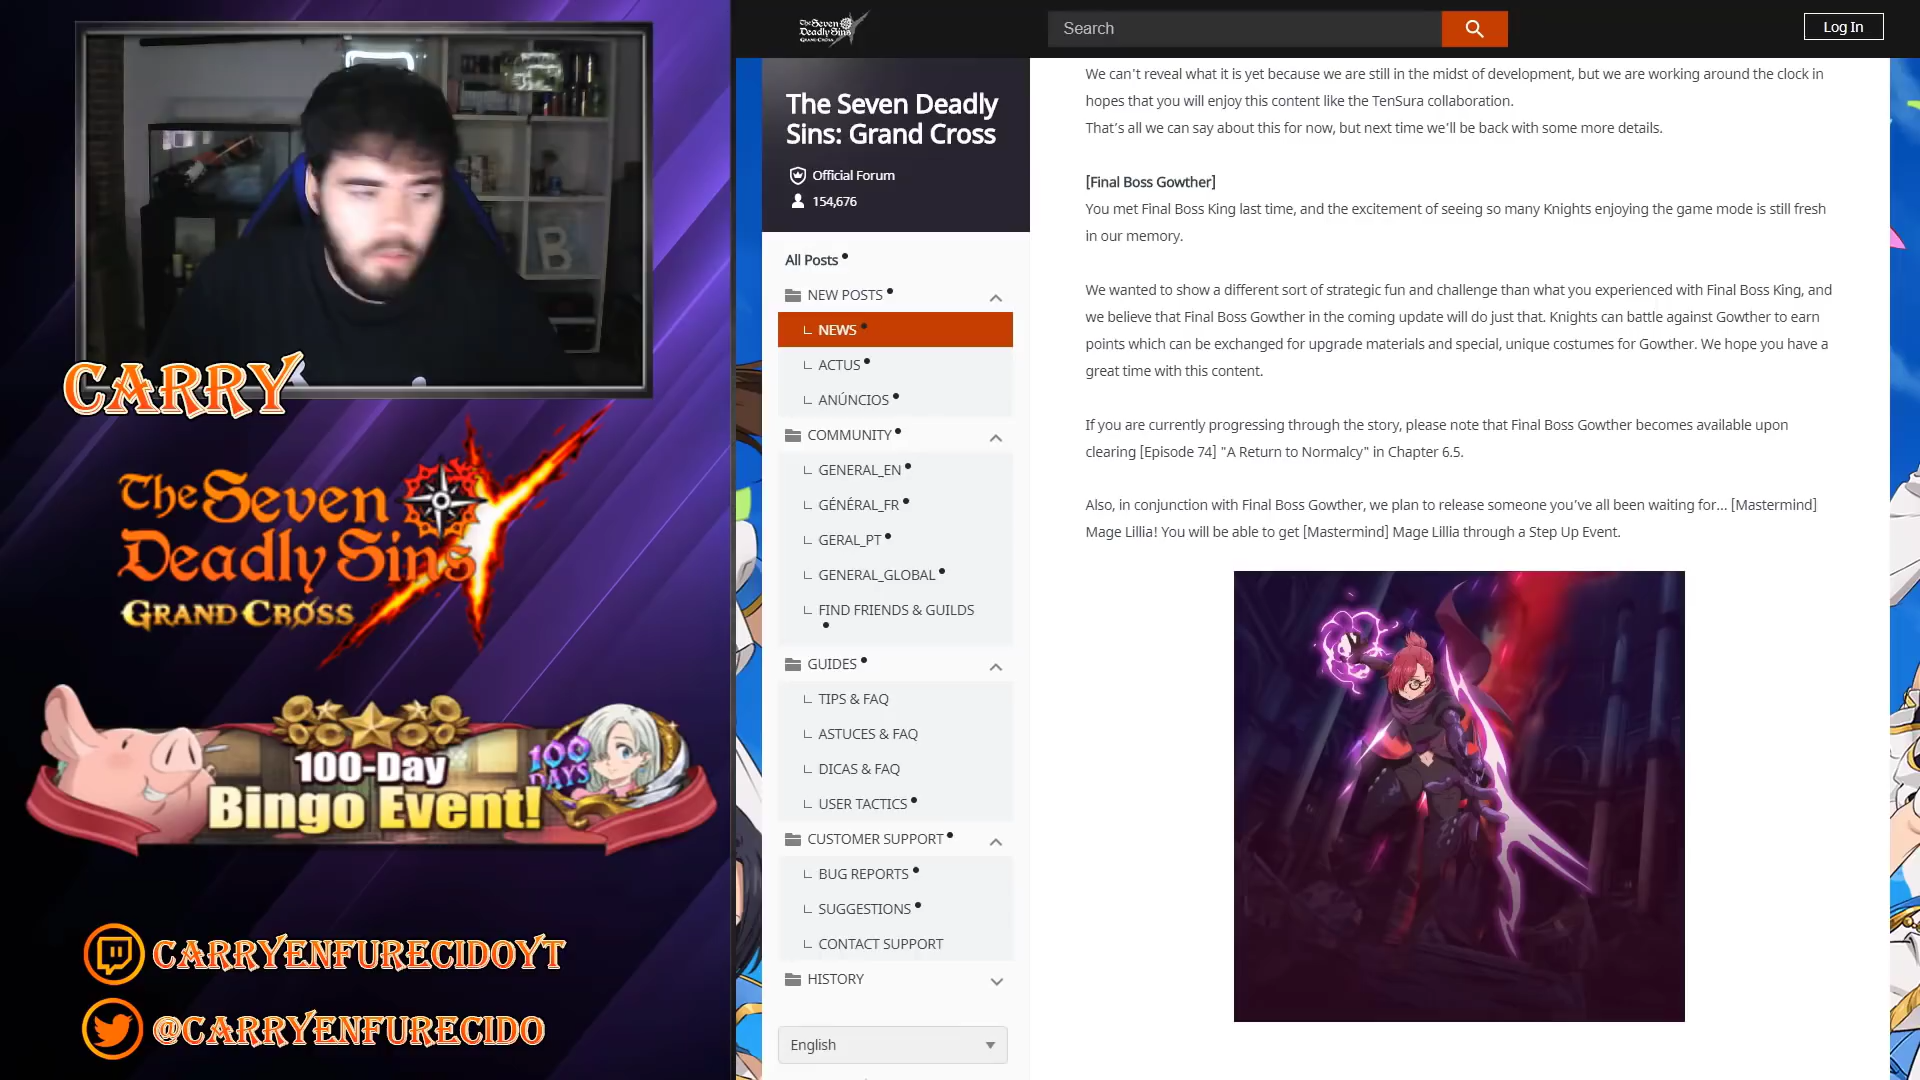 CARRY
The Seven
Deadly Sins
GRAND CROSS
100 DAYS
100-Day
Bingo Event!
CARRYENFURECIDOYT
@CARRYENFURECIDO
The Seven
Deadly Sins
GRAND CROSS
Search
Log In
The Seven Deadly
Sins: Grand Cross
Official Forum
154,676
All Posts
NEW POSTS
NEWS
ACTUS
ANÚNCIOS
COMMUNITY
GENERAL_EN
GÉNÉRAL_FR
GERAL_PT
GENERAL_GLOBAL
FIND FRIENDS & GUILDS
GUIDES
TIPS & FAQ
ASTUCES & FAQ
DICAS & FAQ
USER TACTICS
CUSTOMER SUPPORT
BUG REPORTS
SUGGESTIONS
CONTACT SUPPORT
HISTORY
English
We can't reveal what it is yet because we are still in the midst of development, but we are working around the clock in
hopes that you will enjoy this content like the TenSura collaboration.
That's all we can say about this for now, but next time we'll be back with some more details.
[Final Boss Gowther]
You met Final Boss King last time, and the excitement of seeing so many Knights enjoying the game mode is still fresh
in our memory.
We wanted to show a different sort of strategic fun and challenge than what you experienced with Final Boss King, and
we believe that Final Boss Gowther in the coming update will do just that. Knights can battle against Gowther to earn
points which can be exchanged for upgrade materials and special, unique costumes for Gowther. We hope you have a
great time with this content.
If you are currently progressing through the story, please note that Final Boss Gowther becomes available upon
clearing [Episode 74] "A Return to Normalcy" in Chapter 6.5.
Also, in conjunction with Final Boss Gowther, we plan to release someone you've all been waiting for... [Mastermind]
Mage Lillia! You will be able to get [Mastermind] Mage Lillia through a Step Up Event.
B